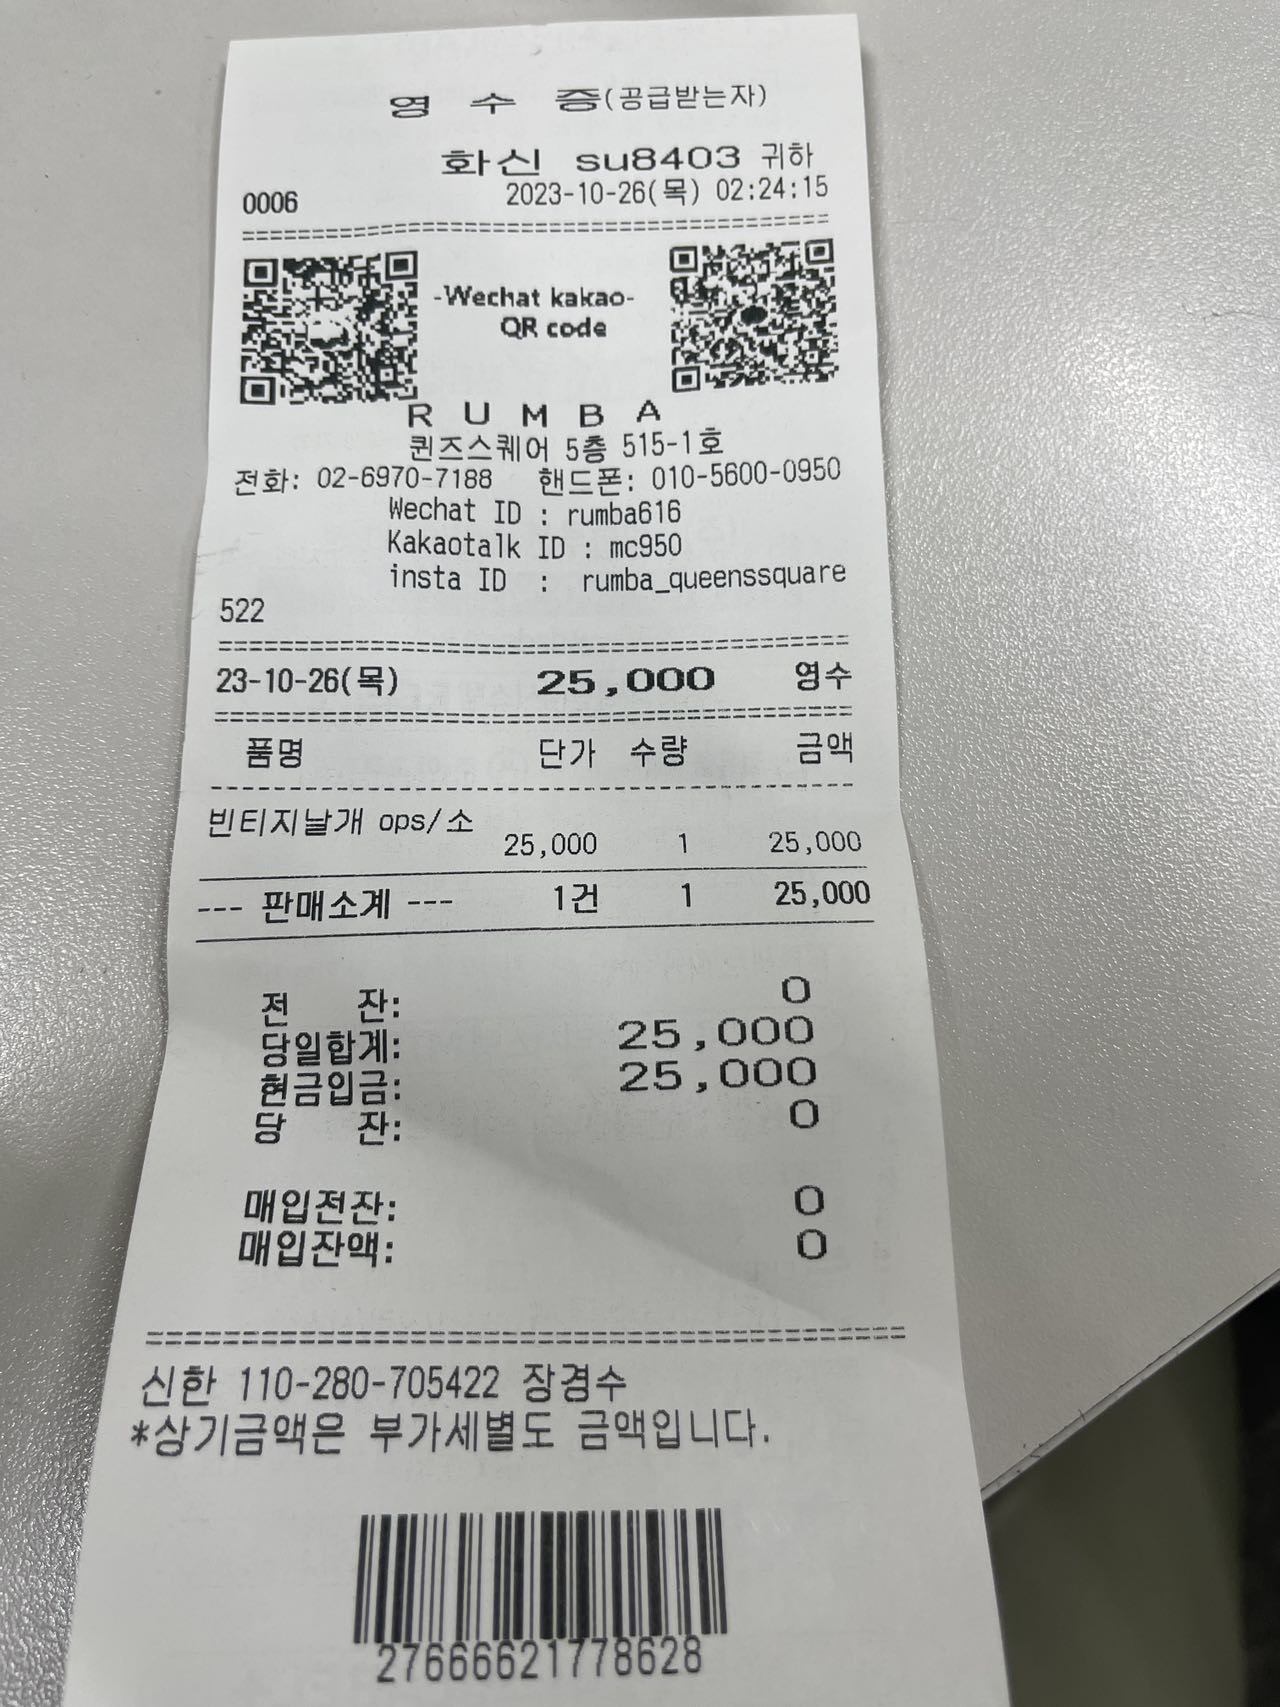 영 수 증(공급받는자)
화신 su8403 귀하
0006 2023-10-26(목) 02:24:15
-Wechat kakao-
QR code
R U M B A
퀸즈스퀘어 5층 515-1호
전화: 02-6970-7188 핸드폰: 010-5600-0950
Wechat ID : rumba616
Kakaotalk ID : mc950
insta ID : rumba_queenssquare
522
23-10-26(목) 25,000 영수
품명 단가 수량 금액
빈티지날개 ops/소
25,000 1 25,000
--- 판매소계 --- 1건 1 25,000
전 잔: 0
당일합계: 25,000
현금입금: 25,000
당 잔: 0
매입전잔: 0
매입잔액: 0
신한 110-280-705422 장경수
*상기금액은 부가세별도 금액입니다.
27666621778628